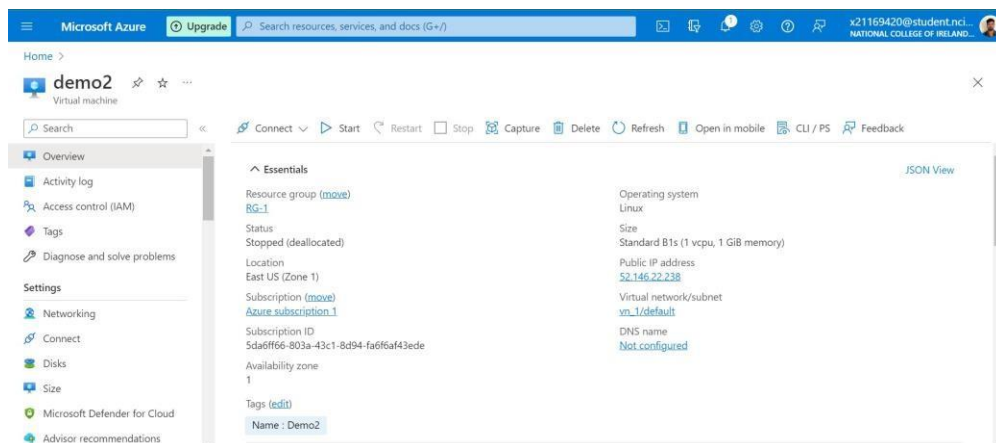 Microsoft Azure Upgrade Search resources, services, and docs (G+/) 1 x21169420@student.nci...
NATIONAL COLLEGE OF IRELAND...
Home >
demo2 ...
Virtual machine
Search « Connect Start Restart Stop Capture Delete Refresh Open in mobile CLI / PS Feedback
Overview
Activity log
Access control (IAM)
Tags
Diagnose and solve problems
Settings
Networking
Connect
Disks
Size
Microsoft Defender for Cloud
Advisor recommendations
Essentials JSON View
Resource group (move)
RG-1
Status
Stopped (deallocated)
Location
East US (Zone 1)
Subscription (move)
Azure subscription 1
Subscription ID
5da6ff66-803a-43c1-8d94-fa6f6af43ede
Availability zone
1
Tags (edit)
Name : Demo2
Operating system
Linux
Size
Standard B1s (1 vcpu, 1 GiB memory)
Public IP address
52.146.22.238
Virtual network/subnet
vn_1/default
DNS name
Not configured